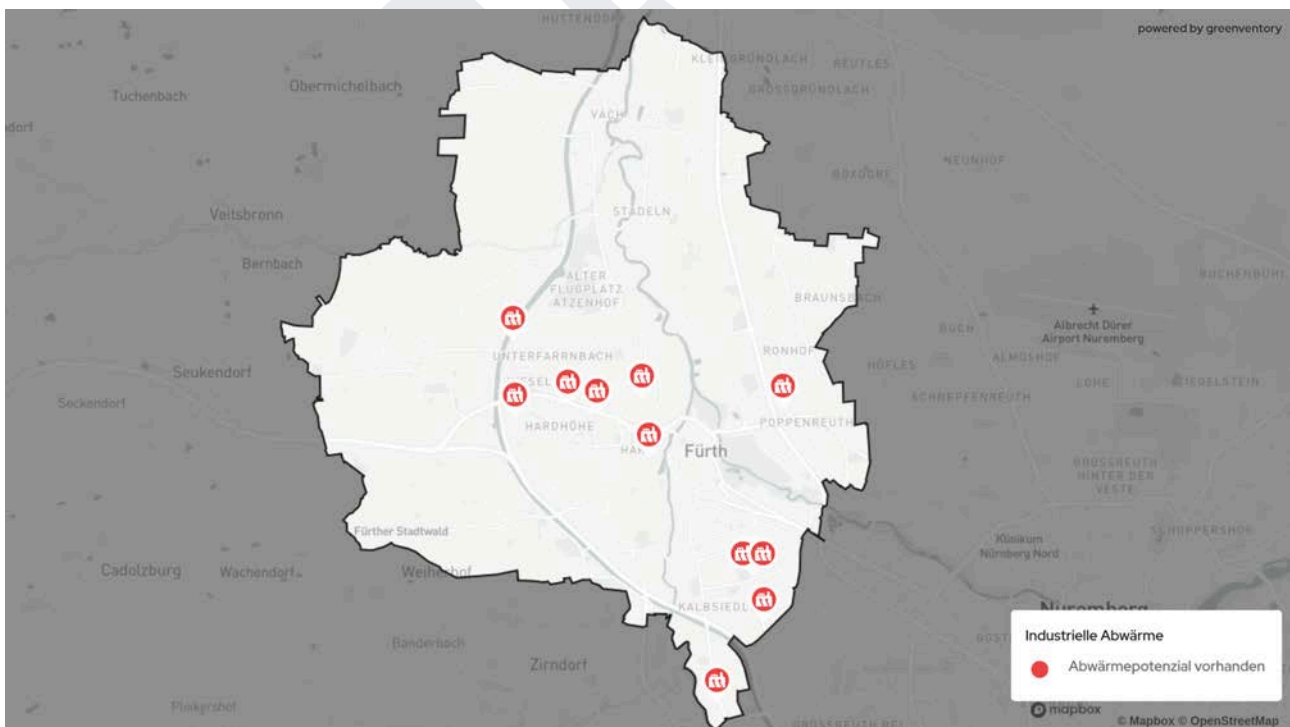 HÜTTENDORF
powered by greenventory
KLEINGRÜNDLACH
REUTLES
Obermichelbach
GROSSGRÜNDLACH
Tuchenbach
VACH
NEUNHOF
BOXDORF
STADELN
Veitsbronn
Bernbach
BUCHENBÜHL
ALTER
FLUGPLATZ
ATZENHOF
BRAUNSBACH
Albrecht Dürer
Airport Nuremberg
BUCH
RONHOF
UNTERFARRNBACH
HÖFLES
ALMOSHOF
Seukendorf
LOHE
ZIEGELSTEIN
Seckendorf
SCHNEPFENREUTH
HARDHÖHE
POPPENREUTH
Fürth
GROSSREUTH
HINTER DER
VESTE
Fürther Stadtwald
SCHOPPERSHOF
Klinikum
Nürnberg Nord
Cadolzburg
Wachendorf
Weiherhof
KALBSIEDL
Nuremberg
Industrielle Abwärme
Banderbach
Zirndorf
Abwärmepotenzial vorhanden
mapbox
© Mapbox © OpenStreetMap